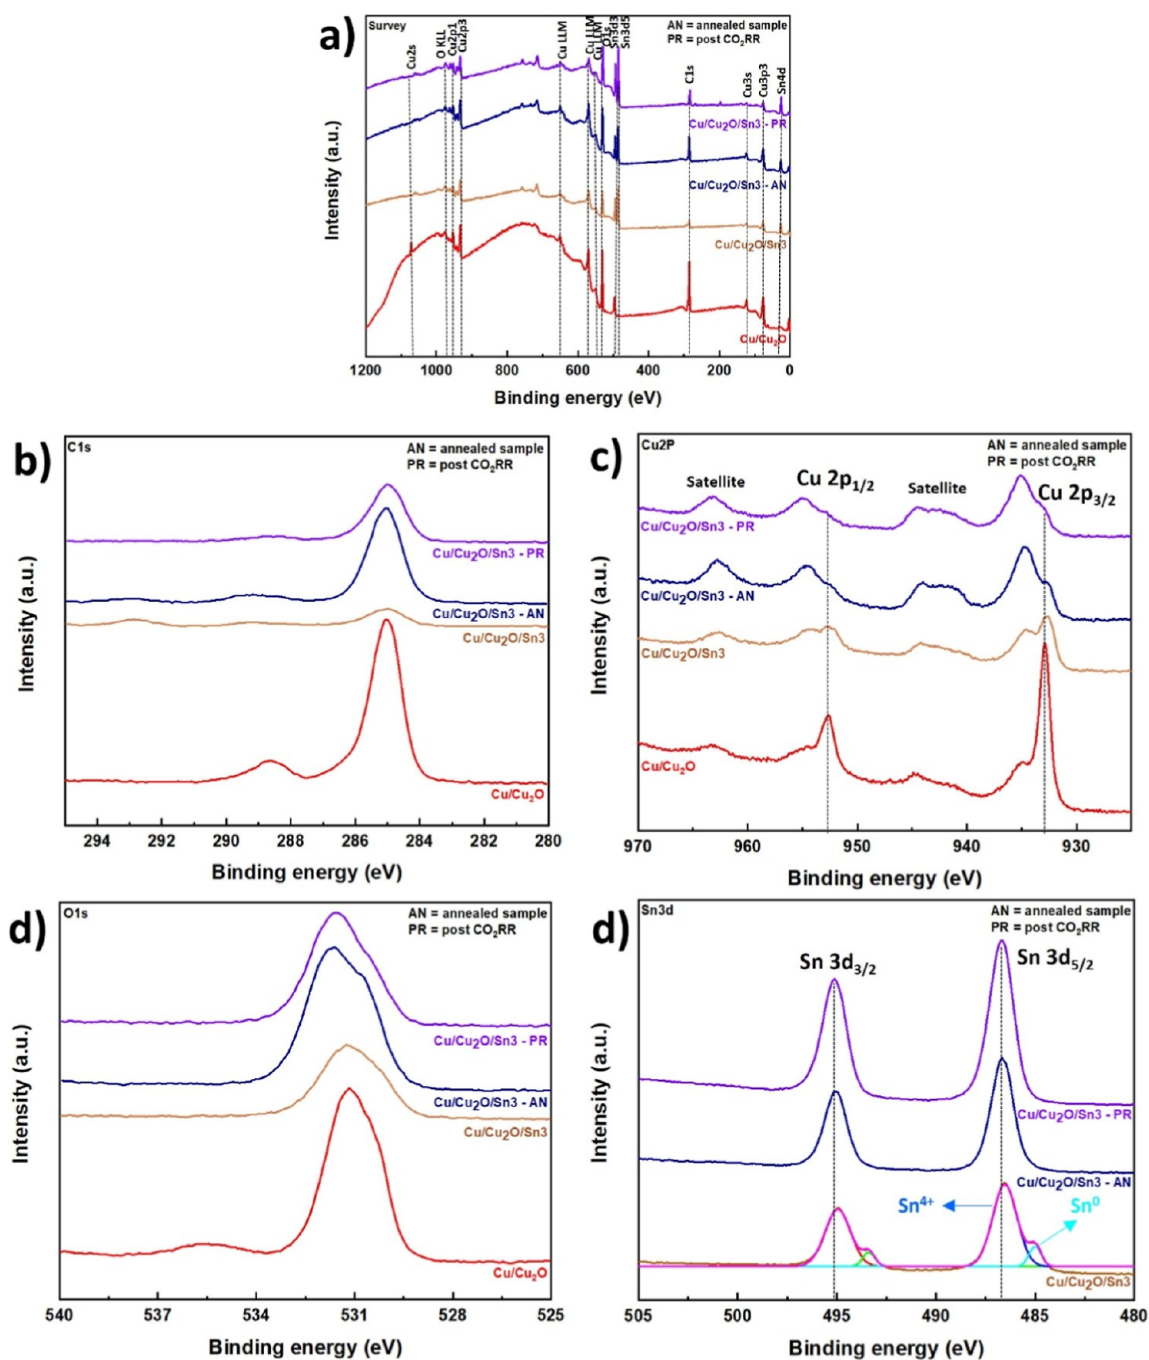 a)
Survey
AN = annealed sample
PR = post CO₂RR
Cu2s
O KLL
Cu2p1
Cu2p3
Cu LLM
Cu LLM
Cu LLM
O1s
Sn3d3
Sn3d5
C1s
Cu3s
Cu3p3
Sn4d
Cu/Cu₂O/Sn3 - PR
Cu/Cu₂O/Sn3 - AN
Cu/Cu₂O/Sn3
Cu/Cu₂O
Intensity (a.u.)
1200 1000 800 600 400 200 0
Binding energy (eV)
b)
C1s
AN = annealed sample
PR = post CO₂RR
Cu/Cu₂O/Sn3 - PR
Cu/Cu₂O/Sn3 - AN
Cu/Cu₂O/Sn3
Cu/Cu₂O
Intensity (a.u.)
294 292 290 288 286 284 282 280
Binding energy (eV)
c)
Cu2P
AN = annealed sample
PR = post CO₂RR
Satellite
Cu 2p₁/₂
Satellite
Cu 2p₃/₂
Cu/Cu₂O/Sn3 - PR
Cu/Cu₂O/Sn3 - AN
Cu/Cu₂O/Sn3
Cu/Cu₂O
Intensity (a.u.)
970 960 950 940 930
Binding energy (eV)
d)
O1s
AN = annealed sample
PR = post CO₂RR
Cu/Cu₂O/Sn3 - PR
Cu/Cu₂O/Sn3 - AN
Cu/Cu₂O/Sn3
Cu/Cu₂O
Intensity (a.u.)
540 537 534 531 528 525
Binding energy (eV)
d)
Sn3d
AN = annealed sample
PR = post CO₂RR
Sn 3d₃/₂
Sn 3d₅/₂
Cu/Cu₂O/Sn3 - PR
Cu/Cu₂O/Sn3 - AN
Sn⁴⁺
Sn⁰
Cu/Cu₂O/Sn3
Intensity (a.u.)
505 500 495 490 485 480
Binding energy (eV)